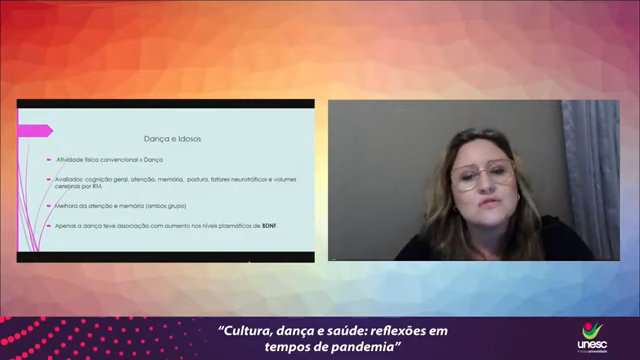 Dança e Idosos
Atividade física convencional x Dança
Avaliados: cognição geral, atenção, memória, postura, fatores neurotróficos e volumes
cerebrais por RM.
Melhora da atenção e memória (ambos grupo)
Apenas a dança teve associação com aumento nos níveis plasmáticos de BDNF.
“Cultura, dança e saúde: reflexões em
tempos de pandemia”
unesc